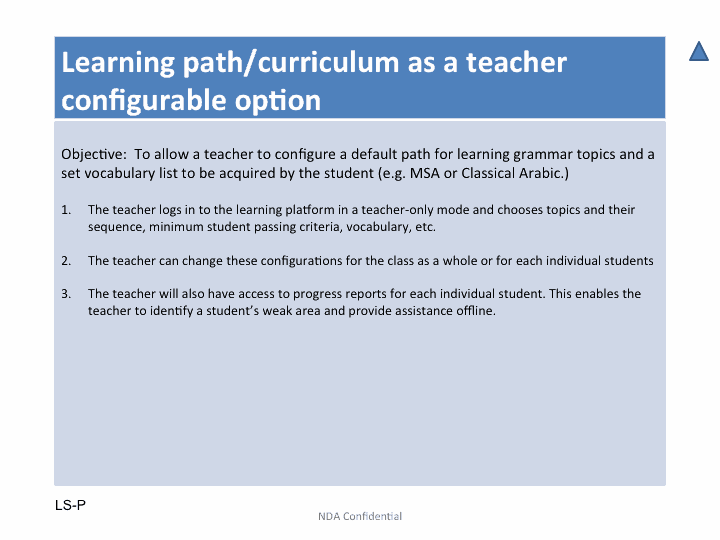 Learning path/curriculum as a teacher
configurable option
Objective:  To allow a teacher to configure a default path for learning grammar topics and a
set vocabulary list to be acquired by the student (e.g. MSA or Classical Arabic.)
1. The teacher logs in to the learning platform in a teacher-only mode and chooses topics and their
sequence, minimum student passing criteria, vocabulary, etc.
2. The teacher can change these configurations for the class as a whole or for each individual students
3. The teacher will also have access to progress reports for each individual student. This enables the
teacher to identify a student’s weak area and provide assistance offline.
LS-P
NDA Confidential